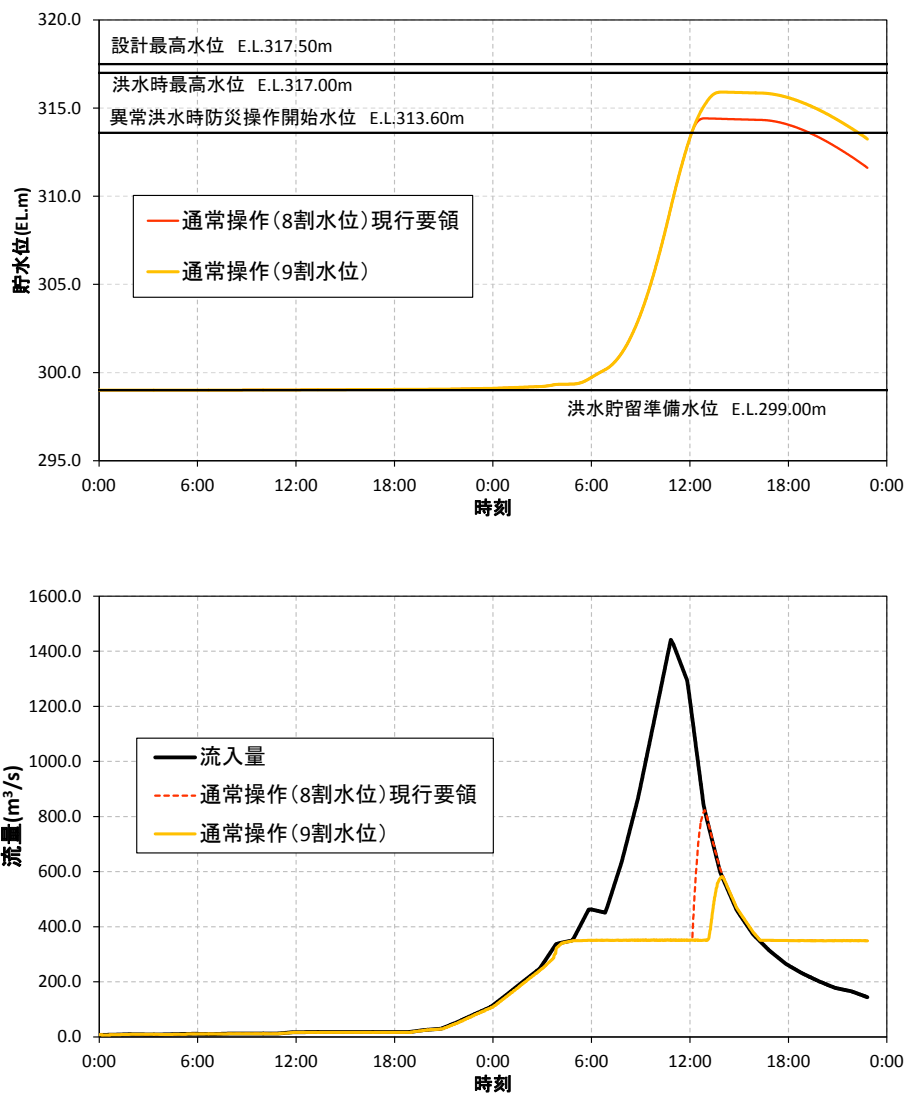 320.0
設計最高水位 E.L.317.50m
洪水時最高水位 E.L.317.00m
315.0
異常洪水時防災操作開始水位 E.L.313.60m
310.0
通常操作(8割水位)現行要領
通常操作(9割水位)
305.0
300.0
洪水貯留準備水位 E.L.299.00m
295.0
貯水位(EL.m)
0:00 6:00 12:00 18:00 0:00 6:00 12:00 18:00 0:00
時刻
1600.0
1400.0
1200.0
1000.0
流入量
通常操作(8割水位)現行要領
通常操作(9割水位)
800.0
600.0
400.0
200.0
0.0
流量(m³/s)
0:00 6:00 12:00 18:00 0:00 6:00 12:00 18:00 0:00
時刻